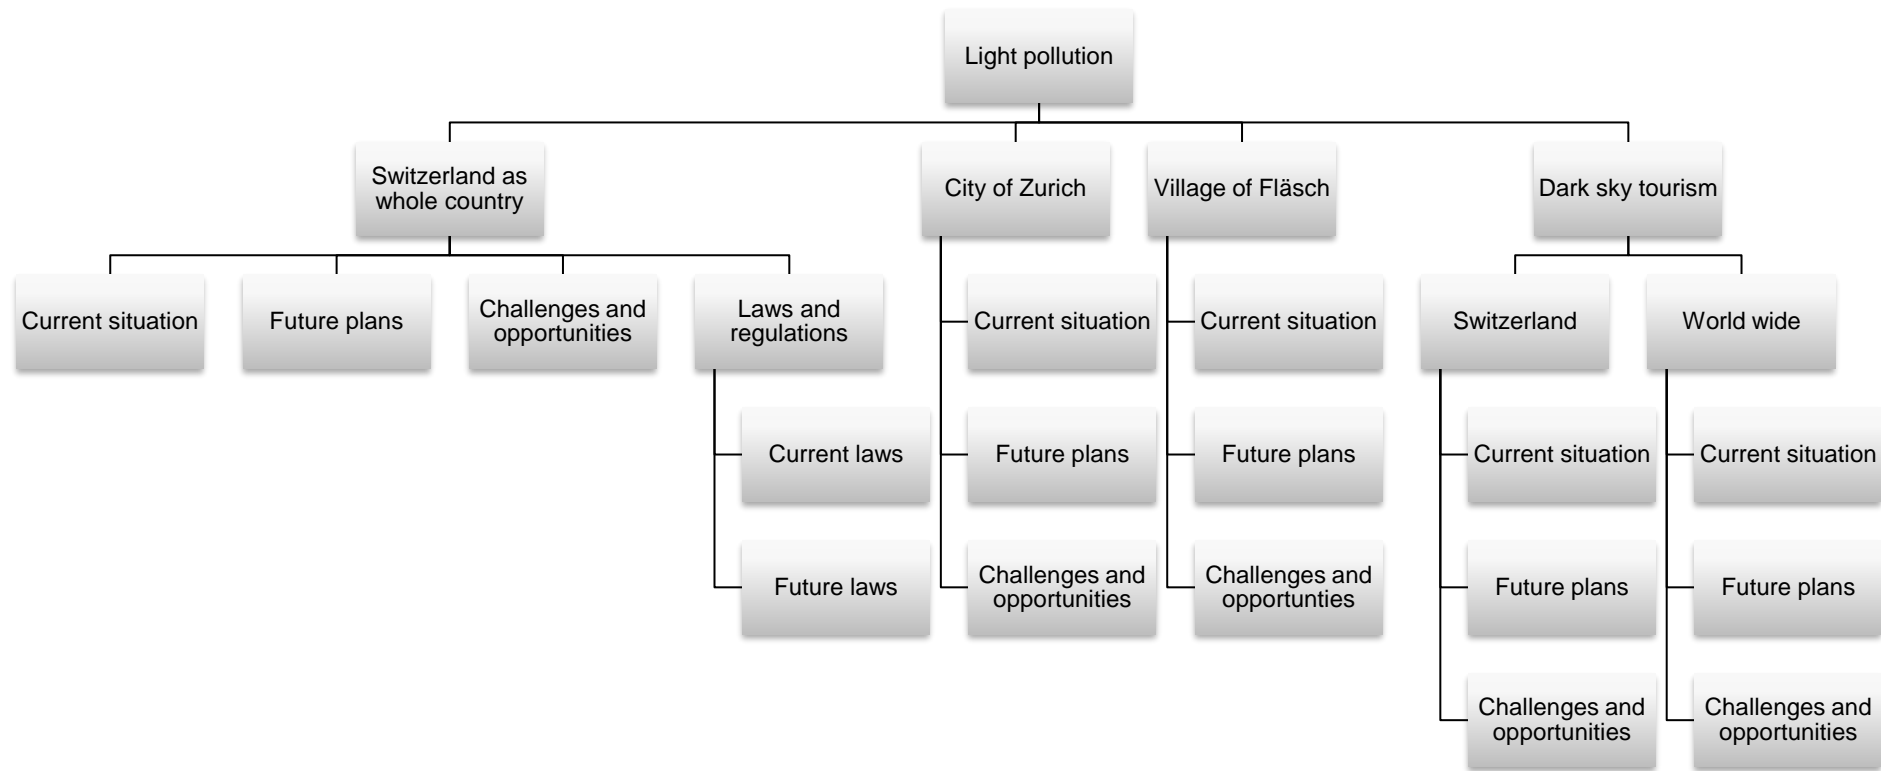 Light pollution
Switzerland as
whole country
City of Zurich
Village of Fläsch
Dark sky tourism
Current situation
Future plans
Challenges and
opportunities
Laws and
regulations
Current situation
Current situation
Switzerland
World wide
Current laws
Future plans
Future plans
Current situation
Current situation
Future laws
Challenges and
opportunities
Challenges and
opportunties
Future plans
Future plans
Challenges and
opportunities
Challenges and
opportunities